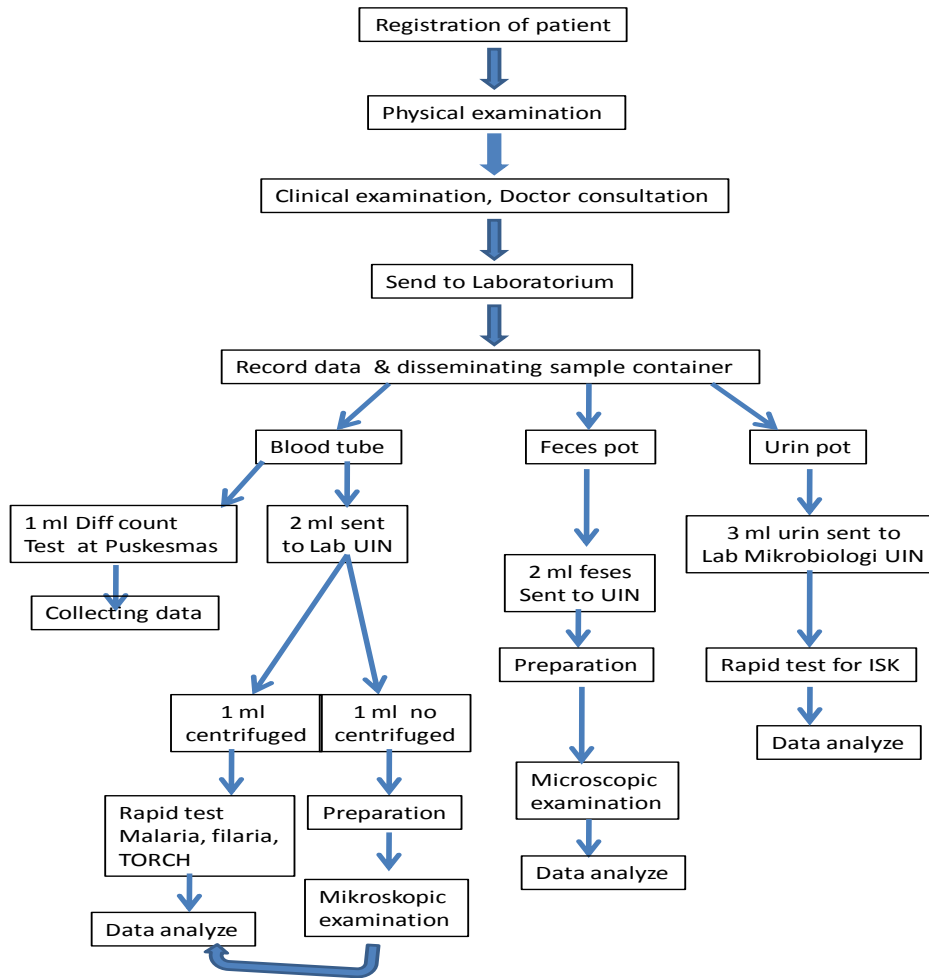 Registration of patient
Physical examination
Clinical examination, Doctor consultation
Send to Laboratorium
Record data & disseminating sample container
Blood tube
Feces pot
Urin pot
1 ml Diff count
Test at Puskesmas
2 ml sent
to Lab UIN
3 ml urin sent to
Lab Mikrobiologi UIN
2 ml feses
Sent to UIN
Collecting data
Preparation
Rapid test for ISK
1 ml
centrifuged
1 ml no
centrifuged
Data analyze
Microscopic
examination
Rapid test
Malaria, filaria,
TORCH
Preparation
Data analyze
Mikroskopic
examination
Data analyze